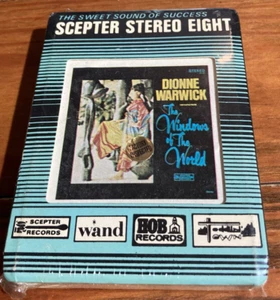 THE SWEET SOUND OF SUCCESS
SCEPTER STEREO EIGHT
DIONNE
WARWICK
The
Windows
of The
World
SCEPTER
RECORDS
wand
HOB
RECORDS